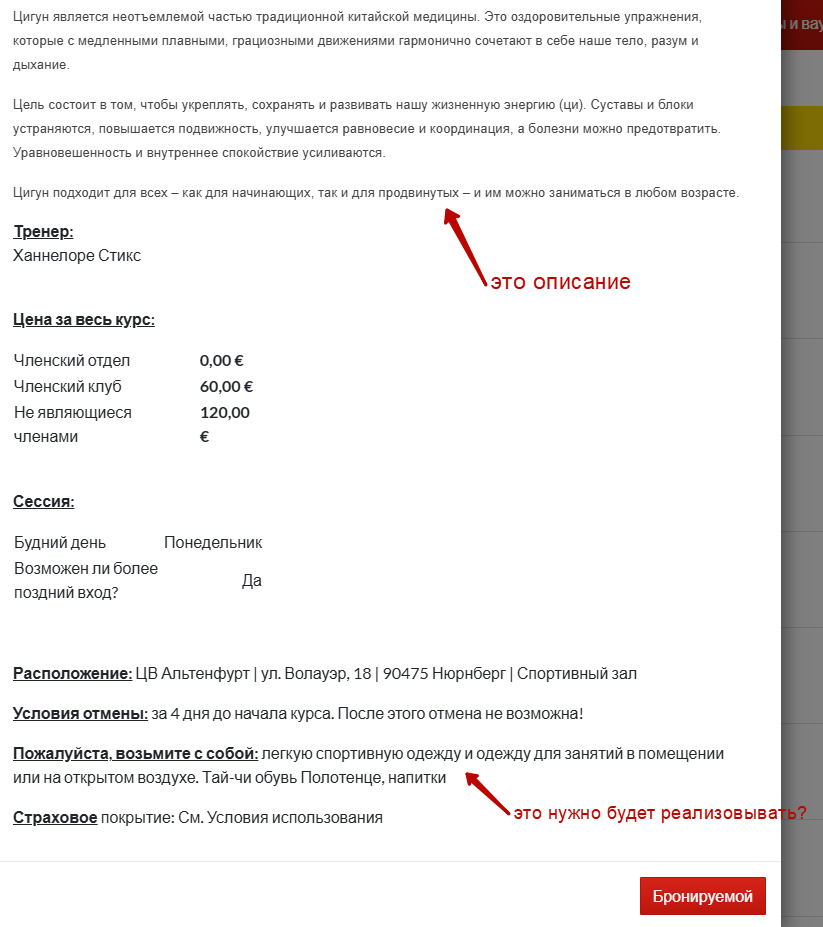 Цигун является неотъемлемой частью традиционной китайской медицины. Это оздоровительные упражнения,
которые с медленными плавными, грациозными движениями гармонично сочетают в себе наше тело, разум и
дыхание.
Цель состоит в том, чтобы укреплять, сохранять и развивать нашу жизненную энергию (ци). Суставы и блоки
устраняются, повышается подвижность, улучшается равновесие и координация, а болезни можно предотвратить.
Уравновешенность и внутреннее спокойствие усиливаются.
Цигун подходит для всех – как для начинающих, так и для продвинутых – и им можно заниматься в любом возрасте.
Тренер:
Ханнелоре Стикс
это описание
Цена за весь курс:
Членский отдел 0,00 €
Членский клуб 60,00 €
Не являющиеся 120,00
членами €
Сессия:
Будний день Понедельник
Возможен ли более
поздний вход? Да
Расположение: ЦВ Альтенфурт | ул. Волауэр, 18 | 90475 Нюрнберг | Спортивный зал
Условия отмены: за 4 дня до начала курса. После этого отмена не возможна!
Пожалуйста, возьмите с собой: легкую спортивную одежду и одежду для занятий в помещении
или на открытом воздухе. Тай-чи обувь Полотенце, напитки
это нужно будет реализовывать?
Страховое покрытие: См. Условия использования
Бронируемой